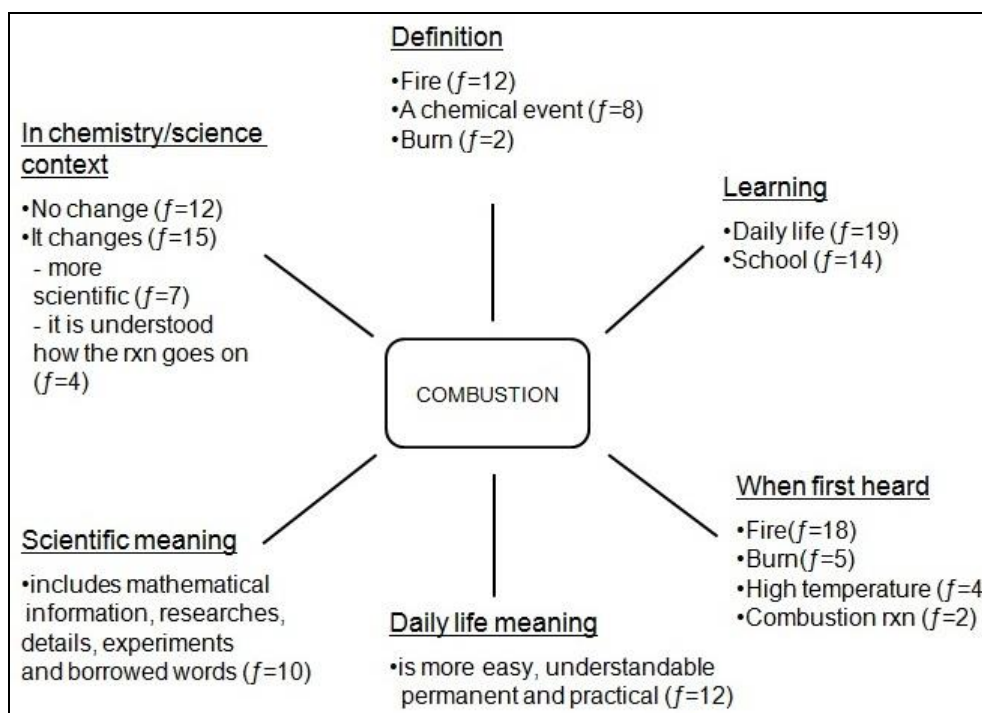 Definition
•Fire (ƒ=12)
•A chemical event (ƒ=8)
•Burn (ƒ=2)
In chemistry/science
context
•No change (ƒ=12)
•It changes (ƒ=15)
- more
scientific (ƒ=7)
- it is understood
how the rxn goes on
(ƒ=4)
Learning
•Daily life (ƒ=19)
•School (ƒ=14)
COMBUSTION
When first heard
•Fire(ƒ=18)
•Burn(ƒ=5)
•High temperature (ƒ=4
•Combustion rxn (ƒ=2)
Scientific meaning
•includes mathematical
information, researches,
details, experiments
and borrowed words (ƒ=10)
Daily life meaning
•is more easy, understandable
permanent and practical (ƒ=12)